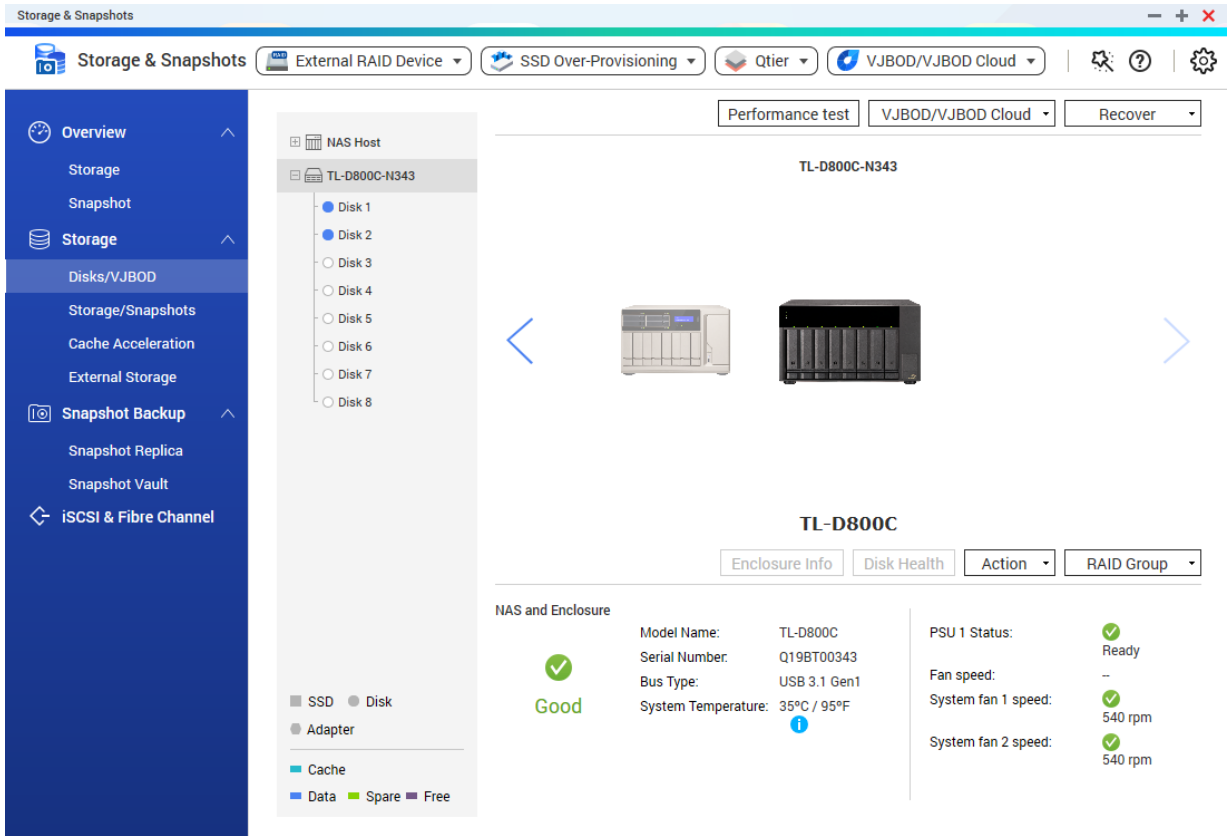 Storage & Snapshots
Storage & Snapshots
External RAID Device
SSD Over-Provisioning
Qtier
VJBOD/VJBOD Cloud
Overview
Storage
Snapshot
Storage
Disks/VJBOD
Storage/Snapshots
Cache Acceleration
External Storage
Snapshot Backup
Snapshot Replica
Snapshot Vault
iSCSI & Fibre Channel
NAS Host
TL-D800C-N343
Disk 1
Disk 2
Disk 3
Disk 4
Disk 5
Disk 6
Disk 7
Disk 8
SSD Disk
Adapter
Cache
Data Spare Free
Performance test
VJBOD/VJBOD Cloud
Recover
TL-D800C-N343
TL-D800C
Enclosure Info
Disk Health
Action
RAID Group
NAS and Enclosure
Good
Model Name: TL-D800C
Serial Number: Q19BT00343
Bus Type: USB 3.1 Gen1
System Temperature: 35ºC / 95ºF
PSU 1 Status:
Ready
Fan speed: --
System fan 1 speed:
540 rpm
System fan 2 speed:
540 rpm